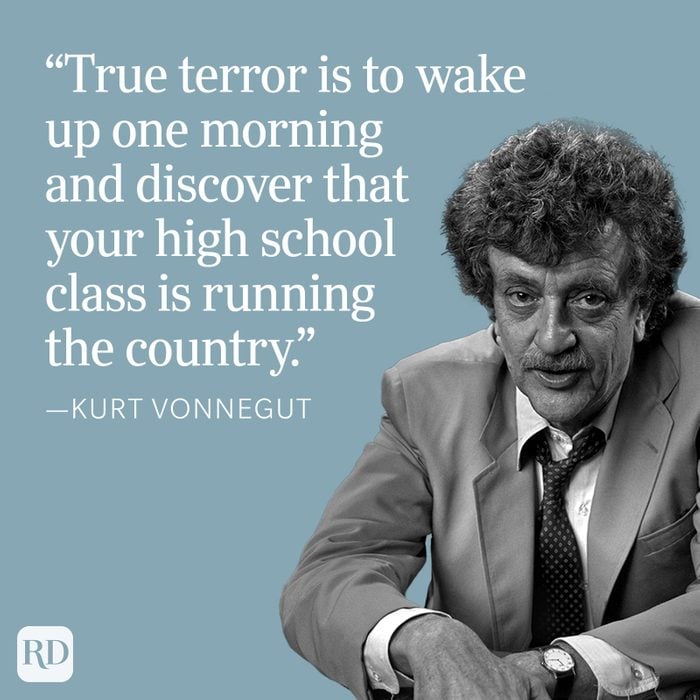 “True terror is to wake
up one morning
and discover that
your high school
class is running
the country.”
—KURT VONNEGUT
RD